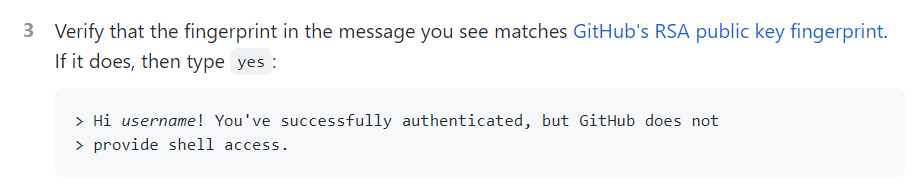 3 Verify that the fingerprint in the message you see matches GitHub's RSA public key fingerprint.
If it does, then type yes :
> Hi username! You've successfully authenticated, but GitHub does not
> provide shell access.